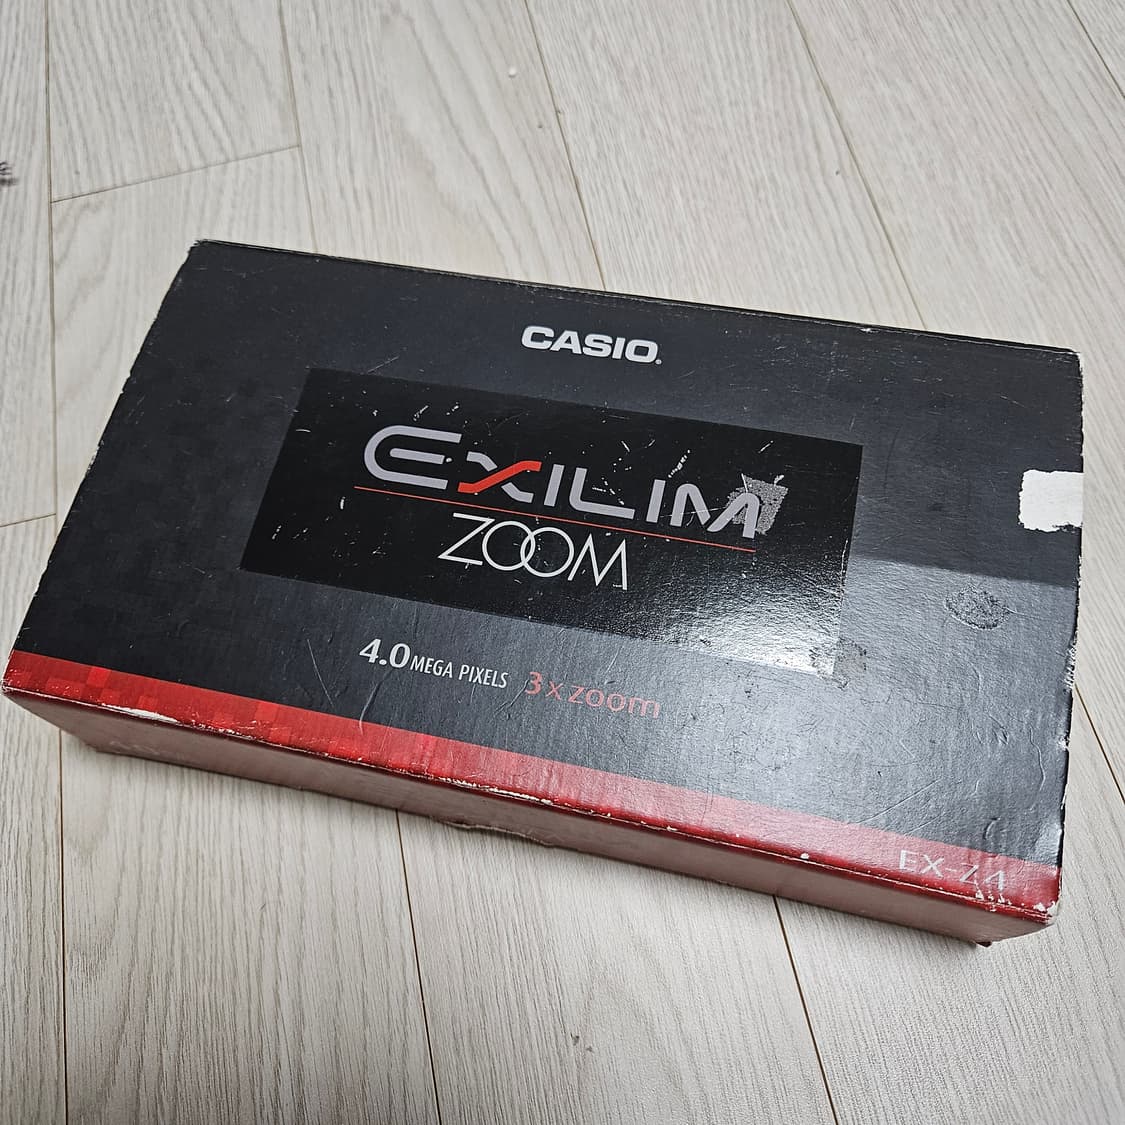 CASIO.
EXILIM
ZOOM
4.0 MEGA PIXELS 3x zoom
EX-Z4